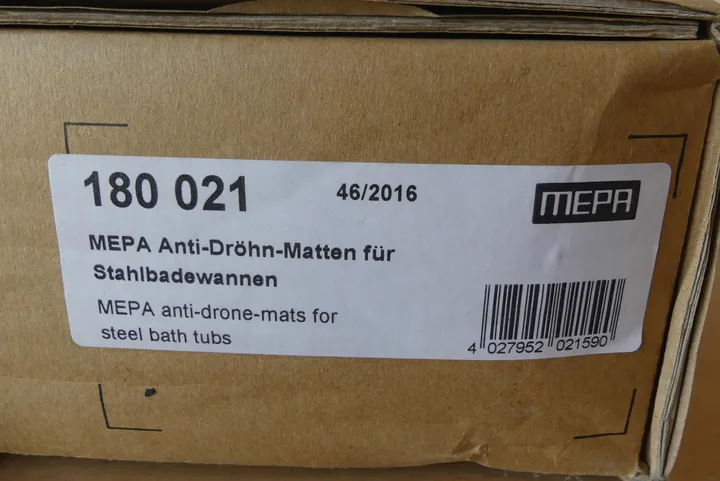 180 021 46/2016 MEPA
MEPA Anti-Dröhn-Matten für
Stahlbadewannen
MEPA anti-drone-mats for
steel bath tubs
4 027952 021590